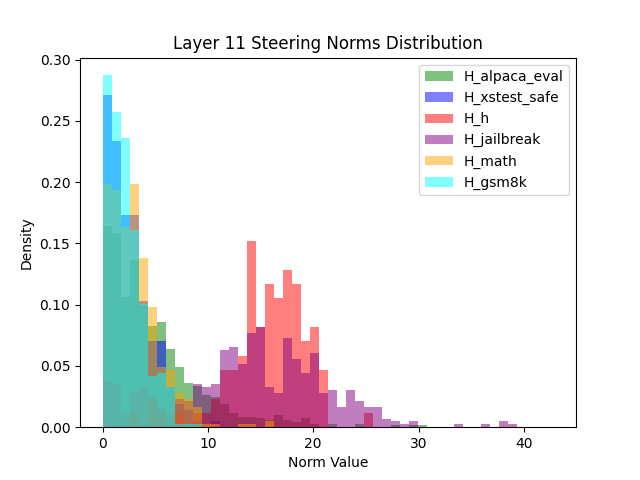 Layer 11 Steering Norms Distribution
0.30
0.25
0.20
0.15
0.10
0.05
0.00
Density
H_alpaca_eval
H_xstest_safe
H_h
H_jailbreak
H_math
H_gsm8k
0 10 20 30 40
Norm Value